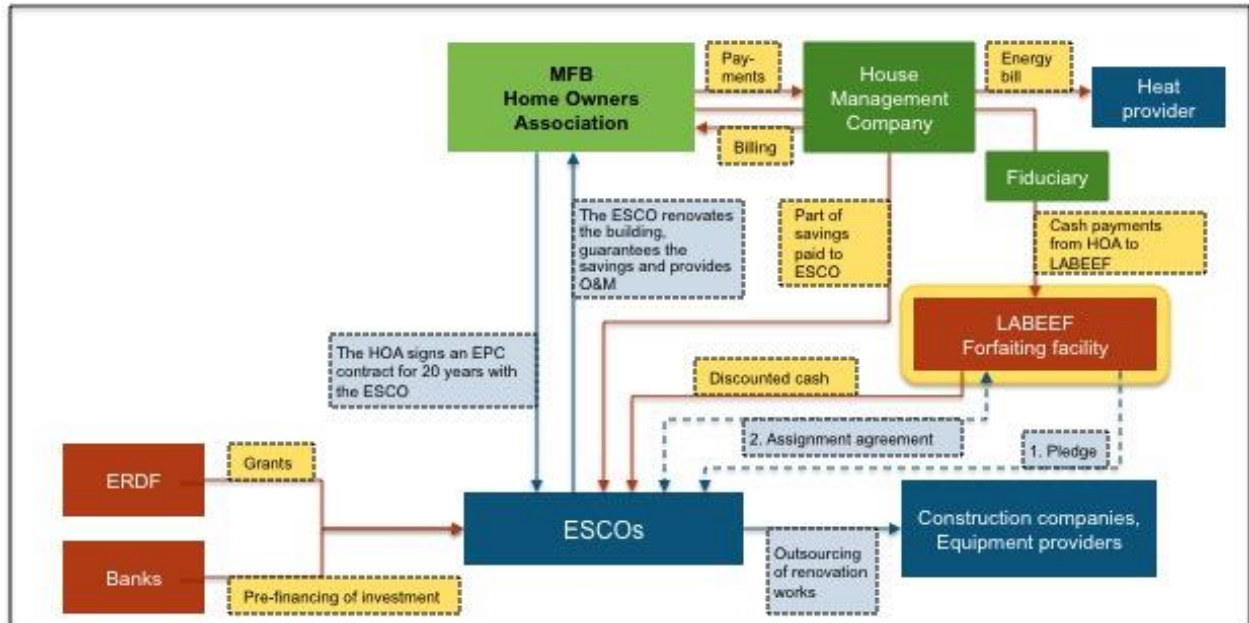 MFB
Home Owners
Association
Pay-
ments
House
Management
Company
Energy
bill
Heat
provider
Billing
Fiduciary
The ESCO renovates
the building,
guarantees the
savings and provides
O&M
Part of
savings
paid to
ESCO
Cash payments
from HOA to
LABEEF
LABEEF
Forfaiting facility
The HOA signs an EPC
contract for 20 years with
the ESCO
Discounted cash
2. Assignment agreement
1. Pledge
Grants
ERDF
ESCOs
Construction companies,
Equipment providers
Banks
Pre-financing of investment
Outsourcing
of renovation
works